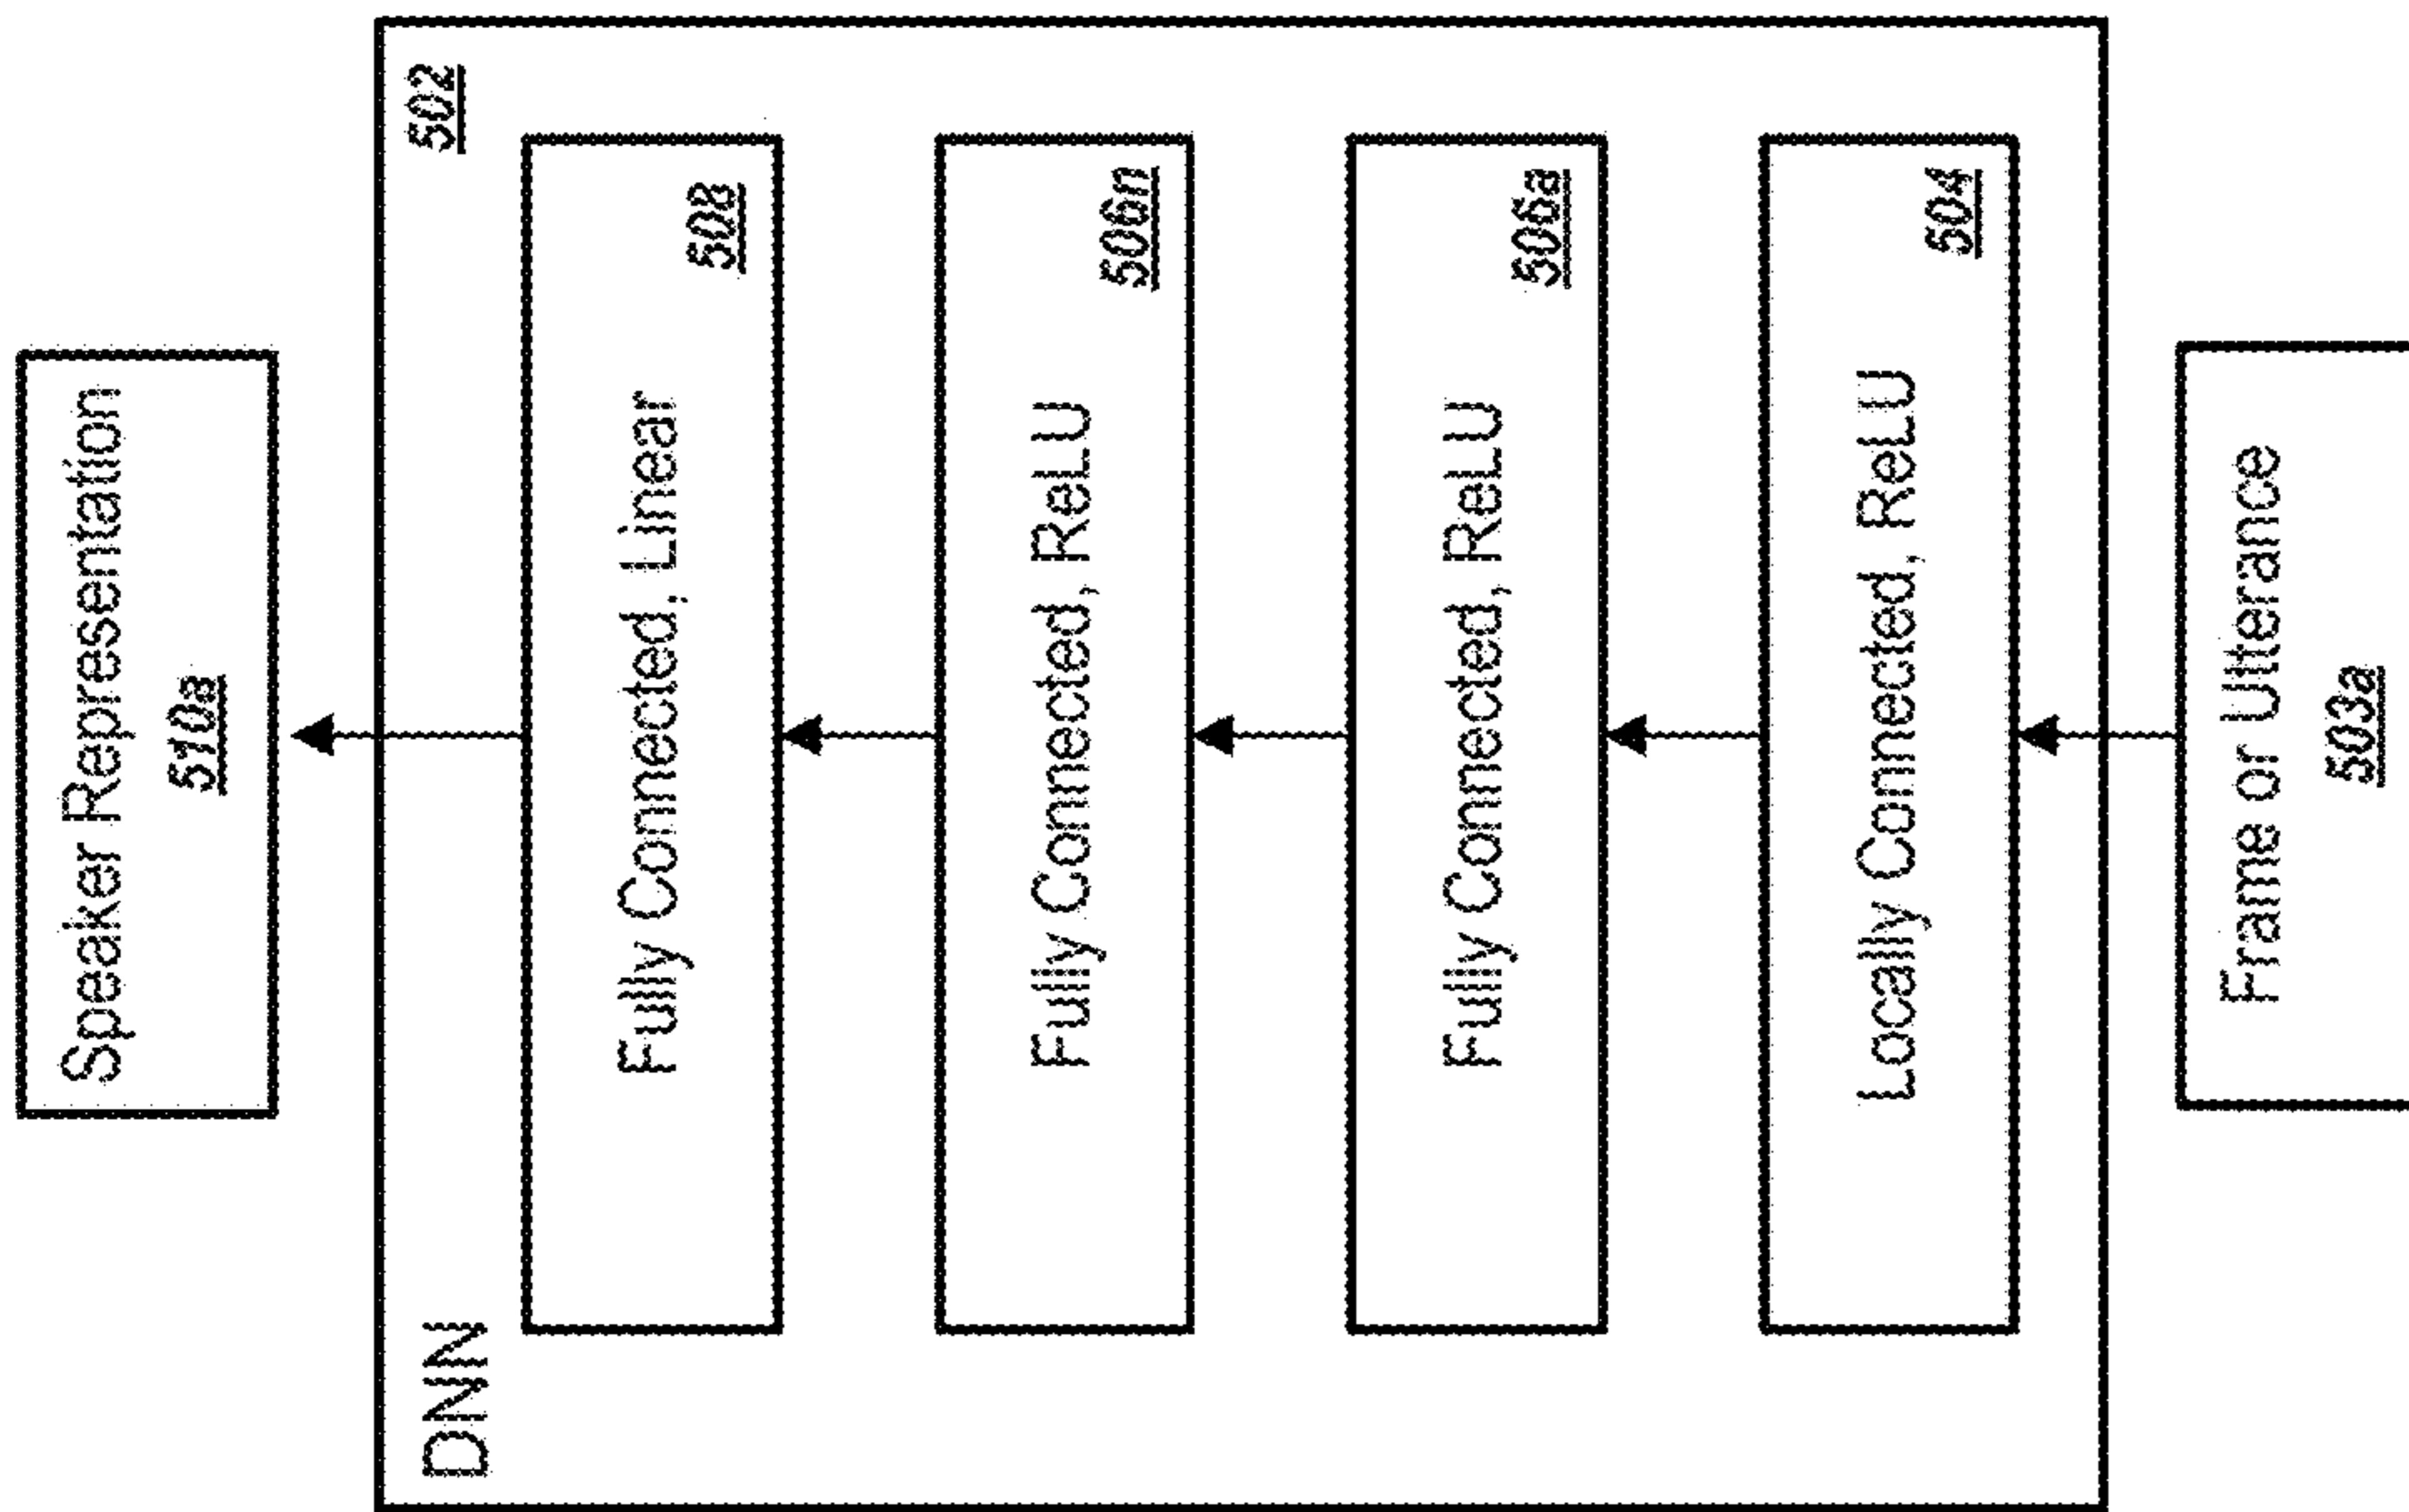 Speaker Representation
510a
DNN
502
Fully Connected, Linear
508
Fully Connected, ReLU
506n
Fully Connected, ReLU
506a
Locally Connected, ReLU
504
Frame or Utterance
503a